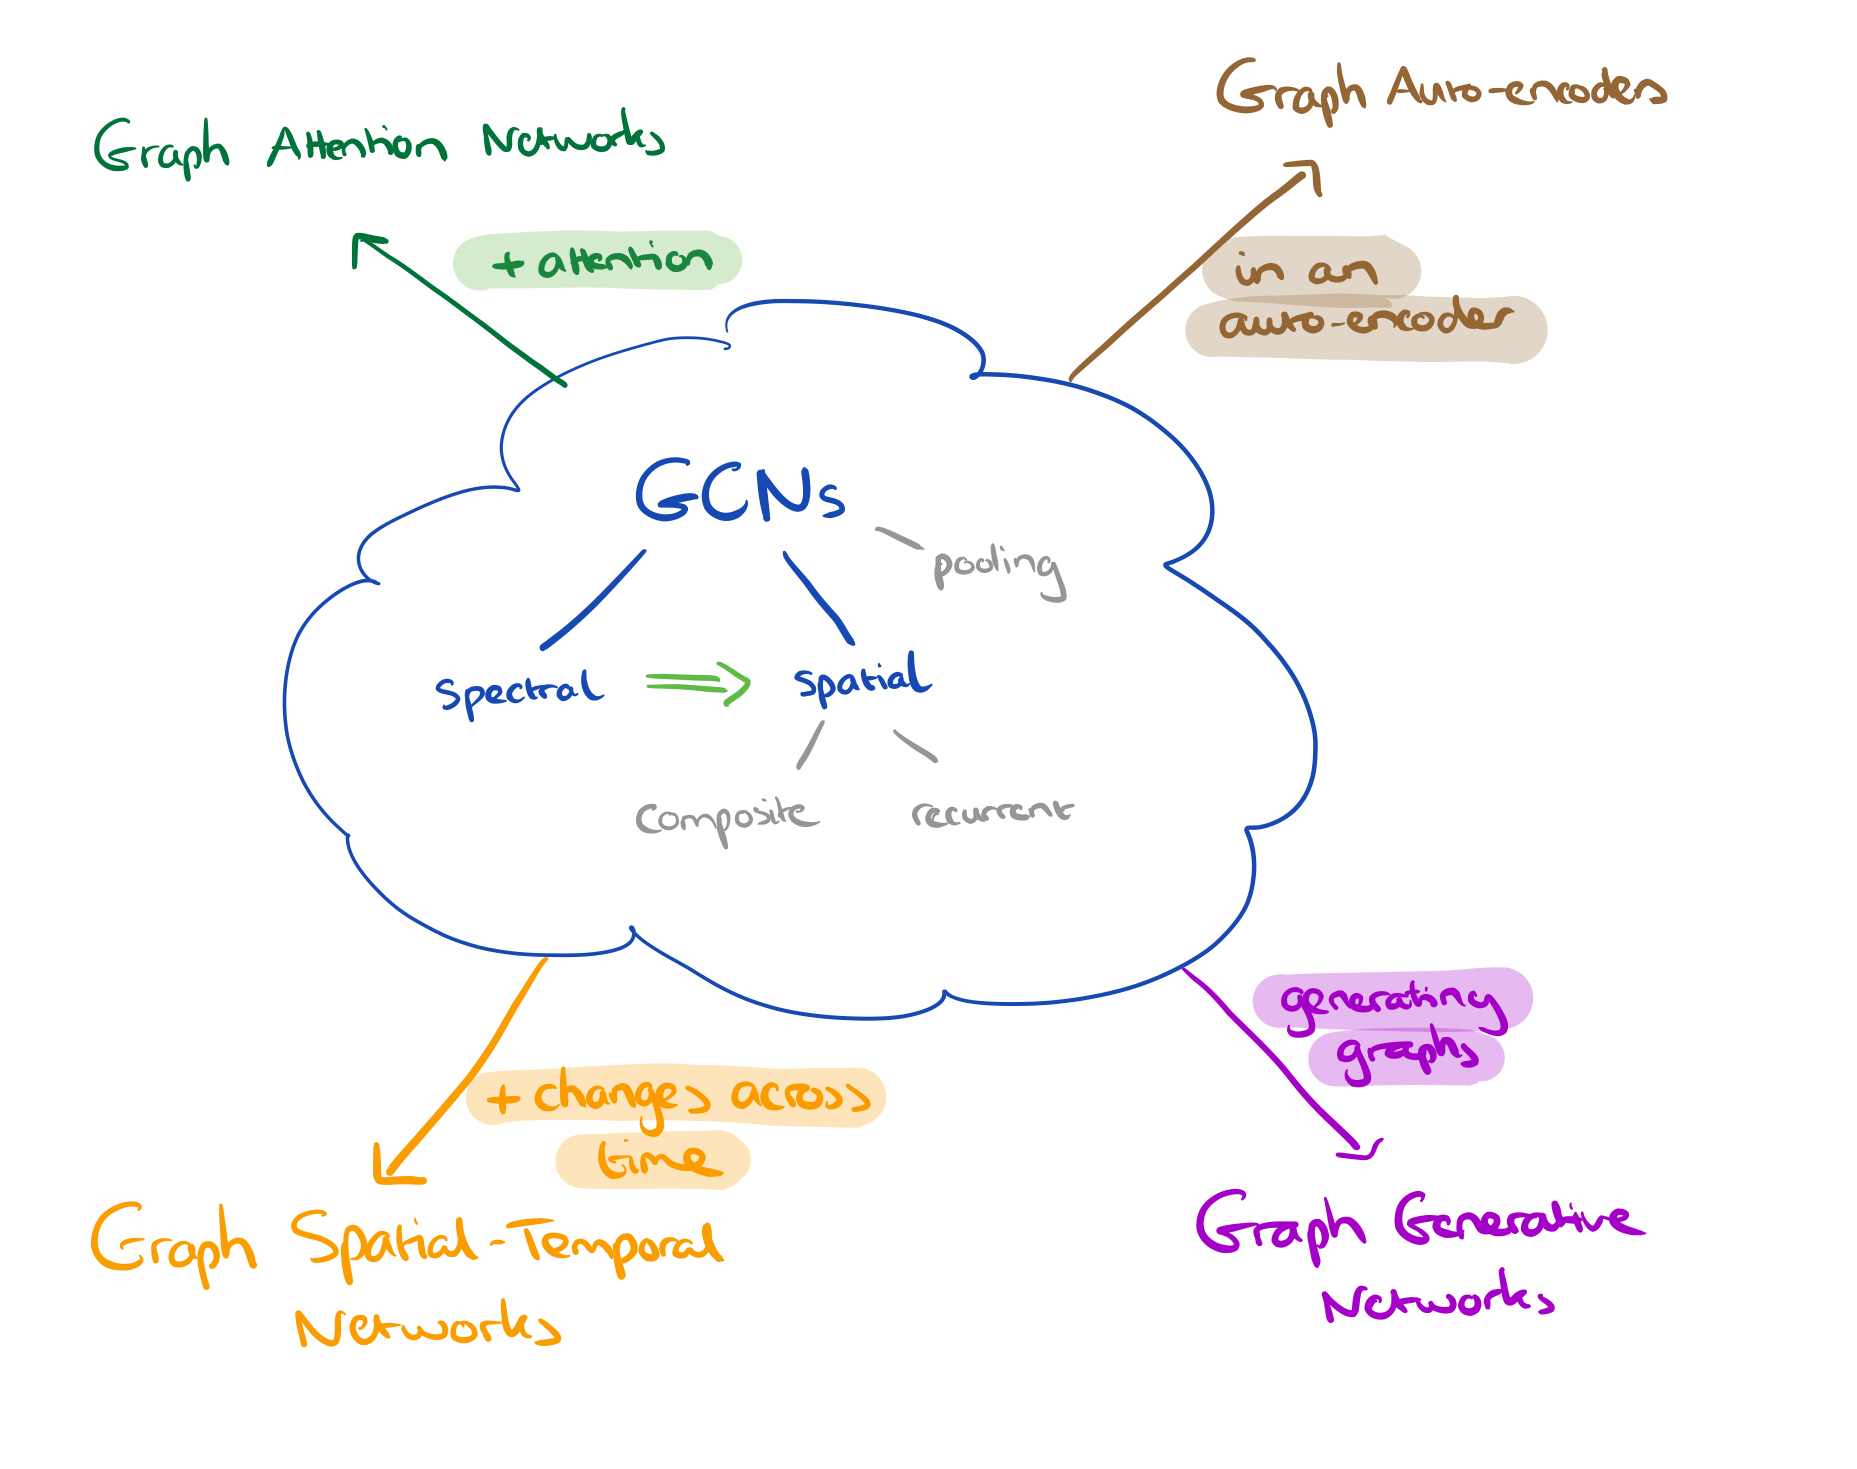 Graph Attention Networks
+ attention
Graph Auto-encoders
in an
auto-encoder
GCNs
pooling
spectral
spatial
composite
recurrent
+ changes across
time
Graph Spatial-Temporal
Networks
generating
graphs
Graph Generative
Networks